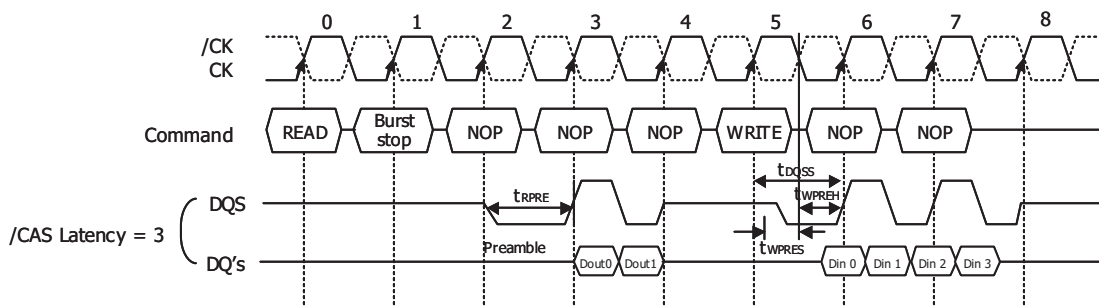 0 1 2 3 4 5 6 7 8
/CK
CK
Command READ Burst stop NOP NOP NOP WRITE NOP NOP
tDQSS
DQS tRPRE tWPREH
/CAS Latency = 3
tWPRES
Preamble
DQ's Dout0 Dout1 Din 0 Din 1 Din 2 Din 3